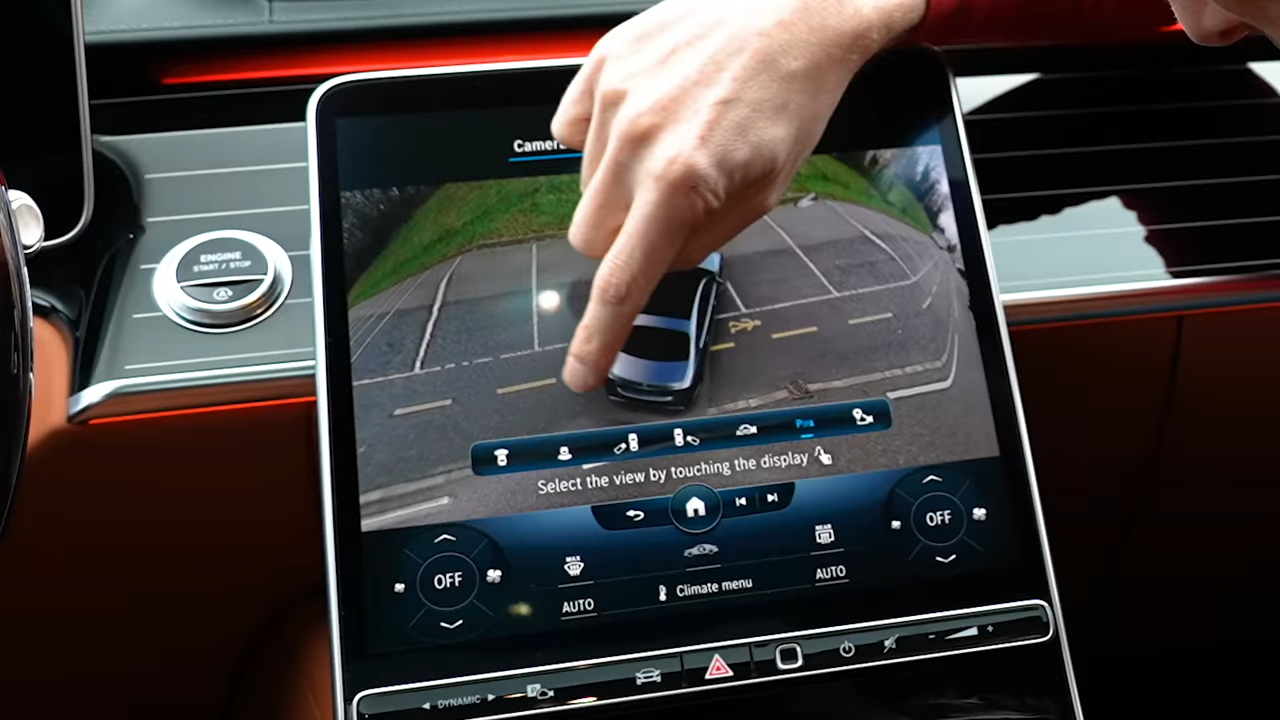 Camera
ENGINE
START / STOP
A
Select the view by touching the display
OFF
OFF
MAX
REAR
AUTO
Climate menu
AUTO
DYNAMIC
P